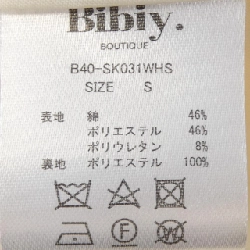 Bibiy.
BOUTIQUE
B40-SK031WHS
SIZE S
表地 綿 46%
ポリエステル 46%
ポリウレタン 8%
裏地 ポリエステル 100%